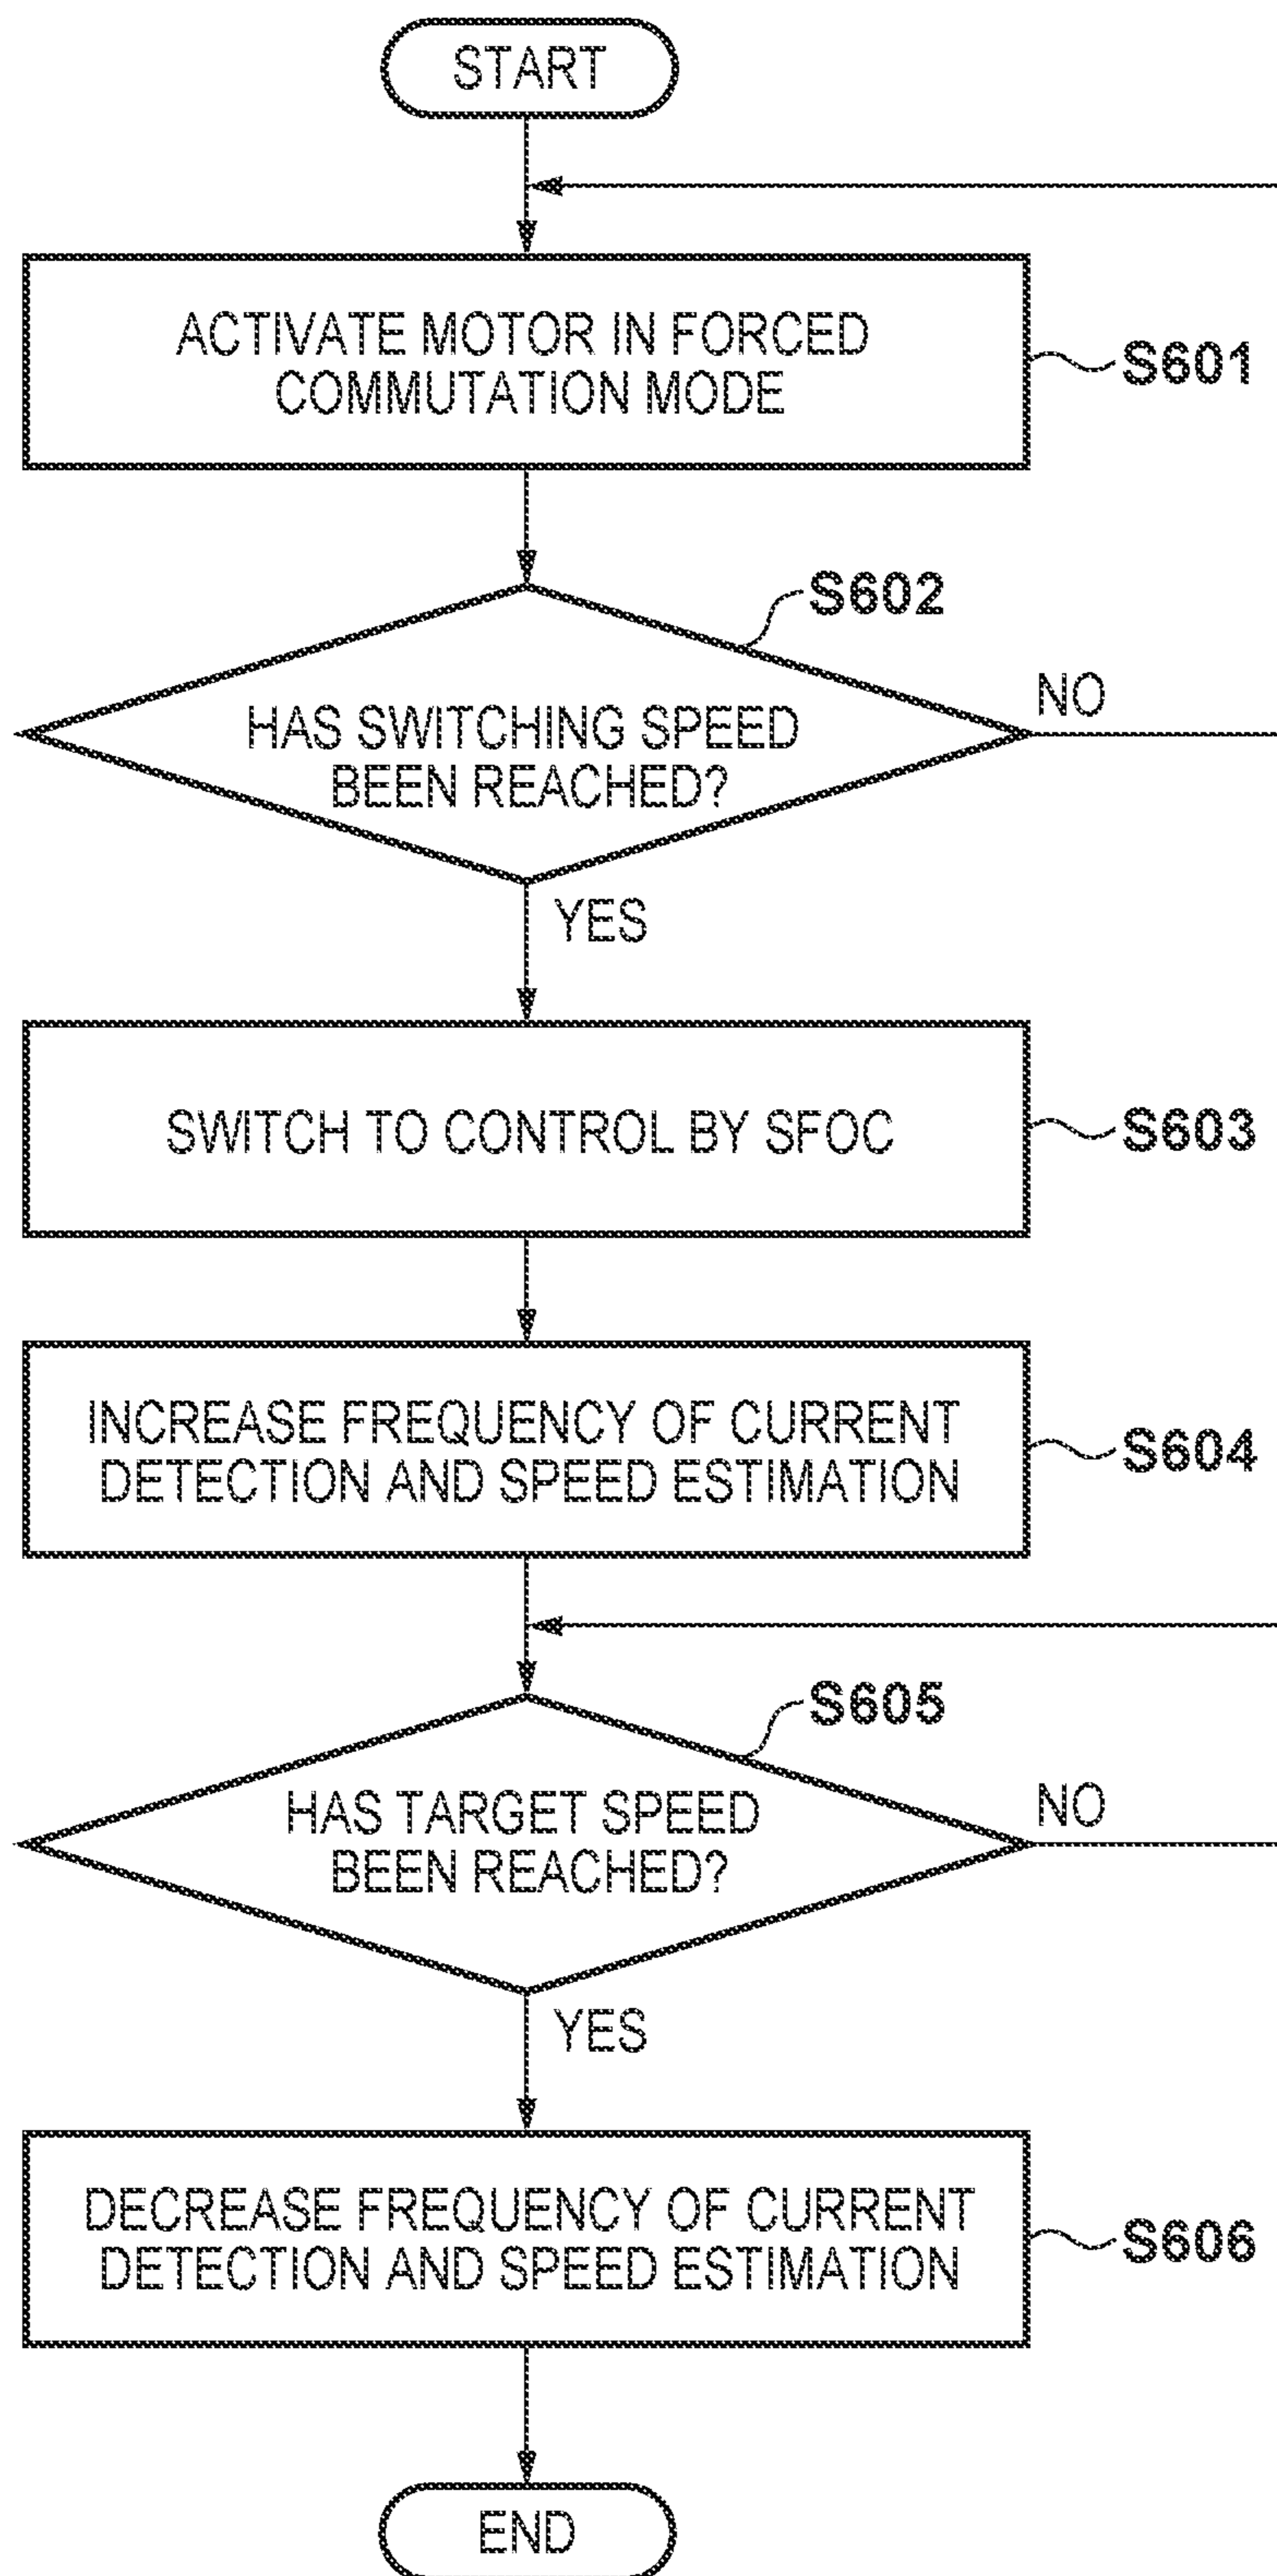 START
ACTIVATE MOTOR IN FORCED
COMMUTATION MODE
S601
S602
HAS SWITCHING SPEED
BEEN REACHED?
NO
YES
SWITCH TO CONTROL BY SFOC
S603
INCREASE FREQUENCY OF CURRENT
DETECTION AND SPEED ESTIMATION
S604
S605
HAS TARGET SPEED
BEEN REACHED?
NO
YES
DECREASE FREQUENCY OF CURRENT
DETECTION AND SPEED ESTIMATION
S606
END